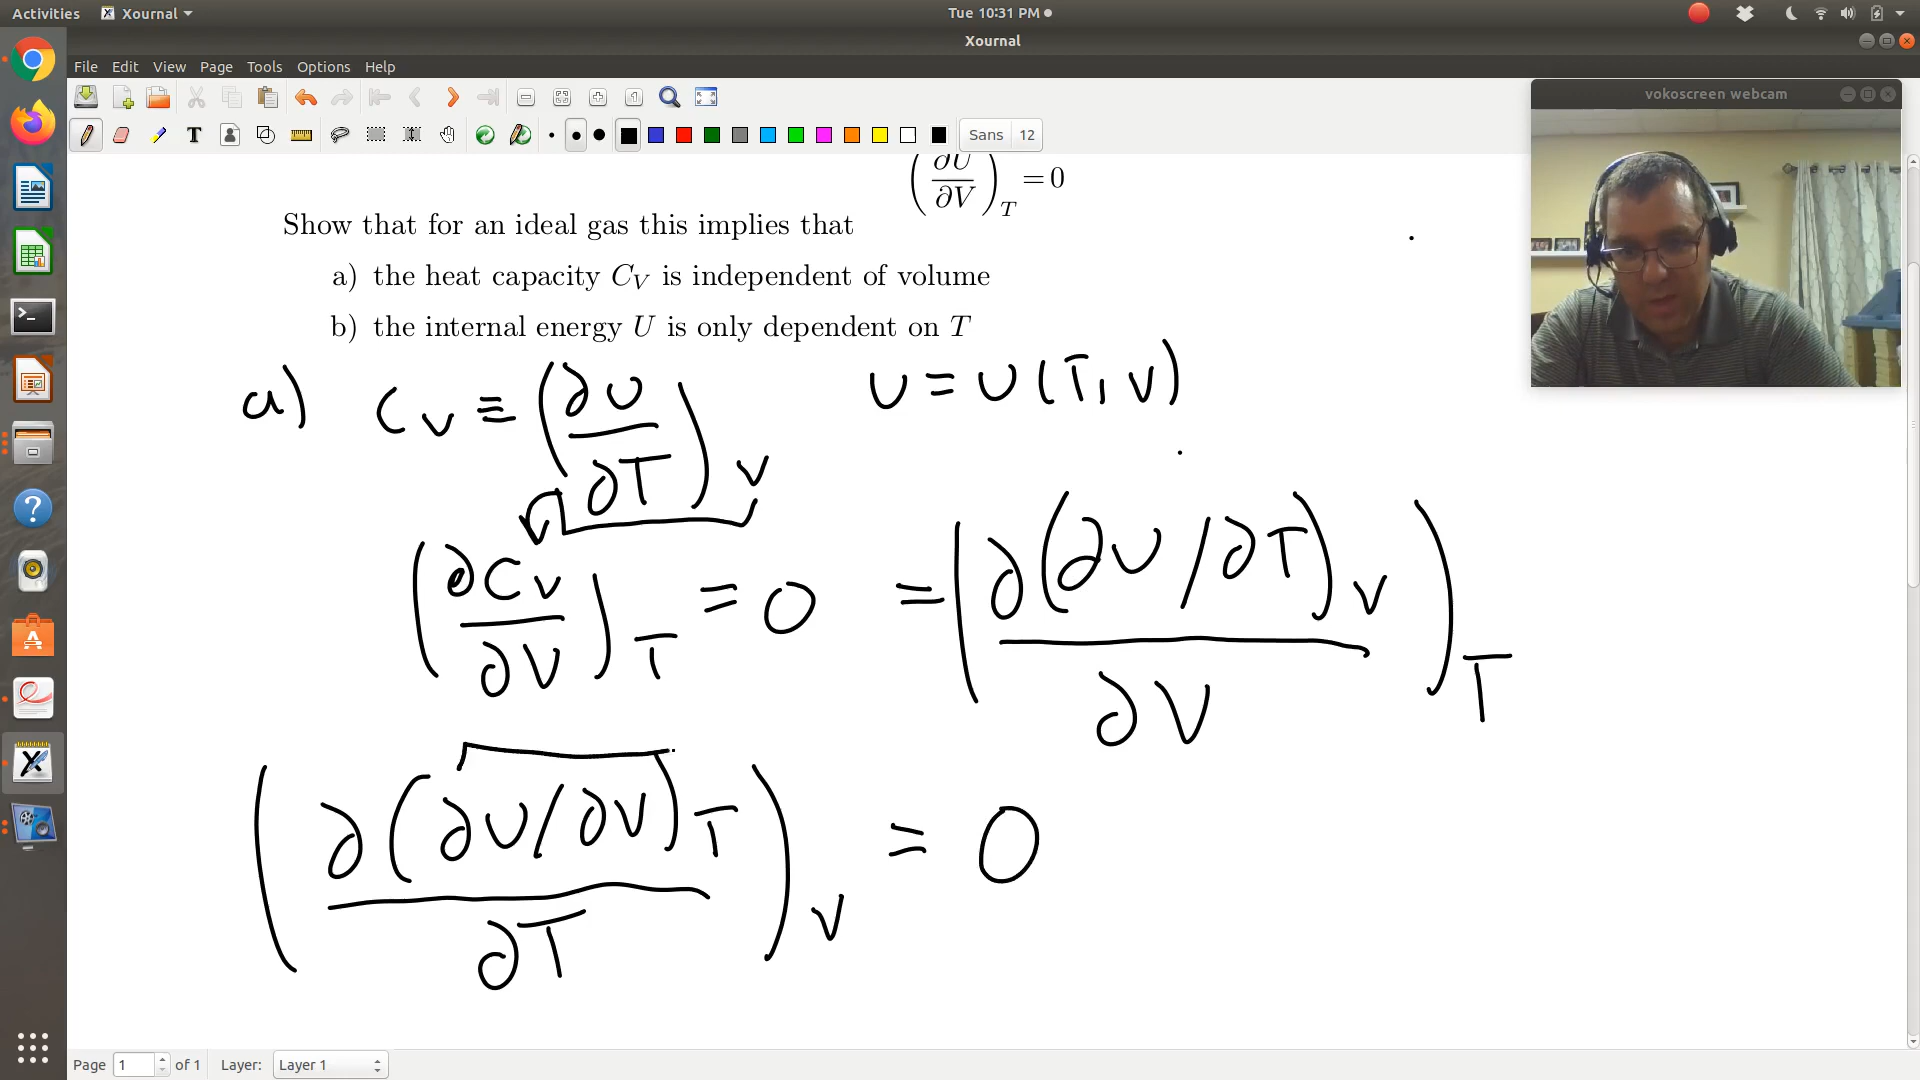 Activities Xournal Tue 10:31 PM
Xournal
File Edit View Page Tools Options Help
vokoscreen webcam
T Sans 12
(∂U/∂V)_T = 0
Show that for an ideal gas this implies that
a) the heat capacity C_V is independent of volume
b) the internal energy U is only dependent on T
a) C_V ≡ (∂U/∂T)_V U = U(T, V)
(∂C_V/∂V)_T = 0 = (∂(∂U/∂T)_V/∂V)_T
(∂(∂U/∂V)_T/∂T)_V = 0
Page 1 of 1 Layer: Layer 1